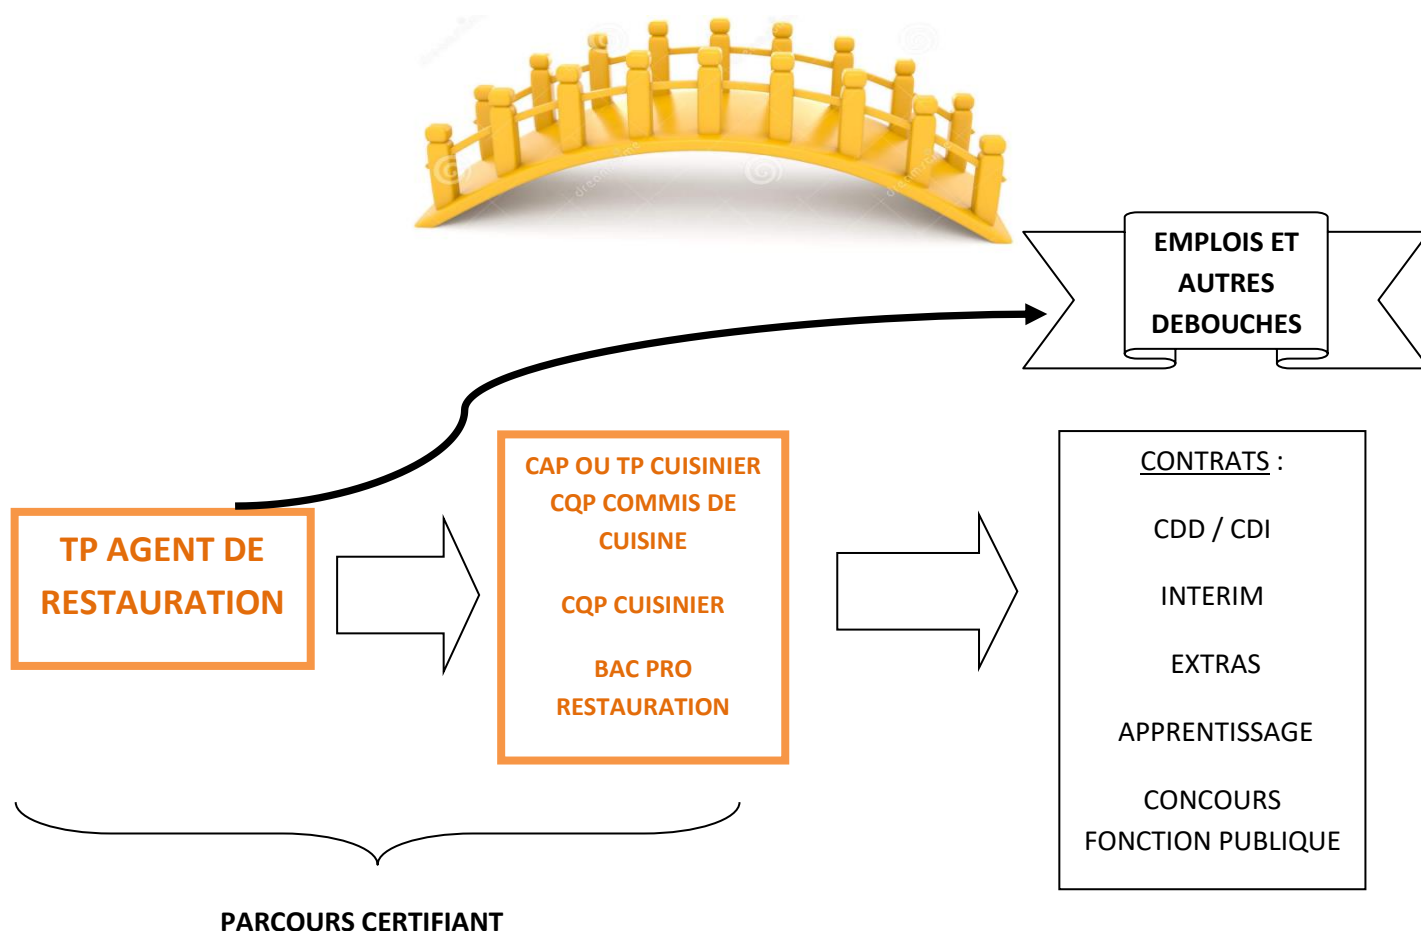 EMPLOIS ET
AUTRES
DEBOUCHES
TP AGENT DE
RESTAURATION
CAP OU TP CUISINIER
CQP COMMIS DE
CUISINE
CQP CUISINIER
BAC PRO
RESTAURATION
CONTRATS :
CDD / CDI
INTERIM
EXTRAS
APPRENTISSAGE
CONCOURS
FONCTION PUBLIQUE
PARCOURS CERTIFIANT